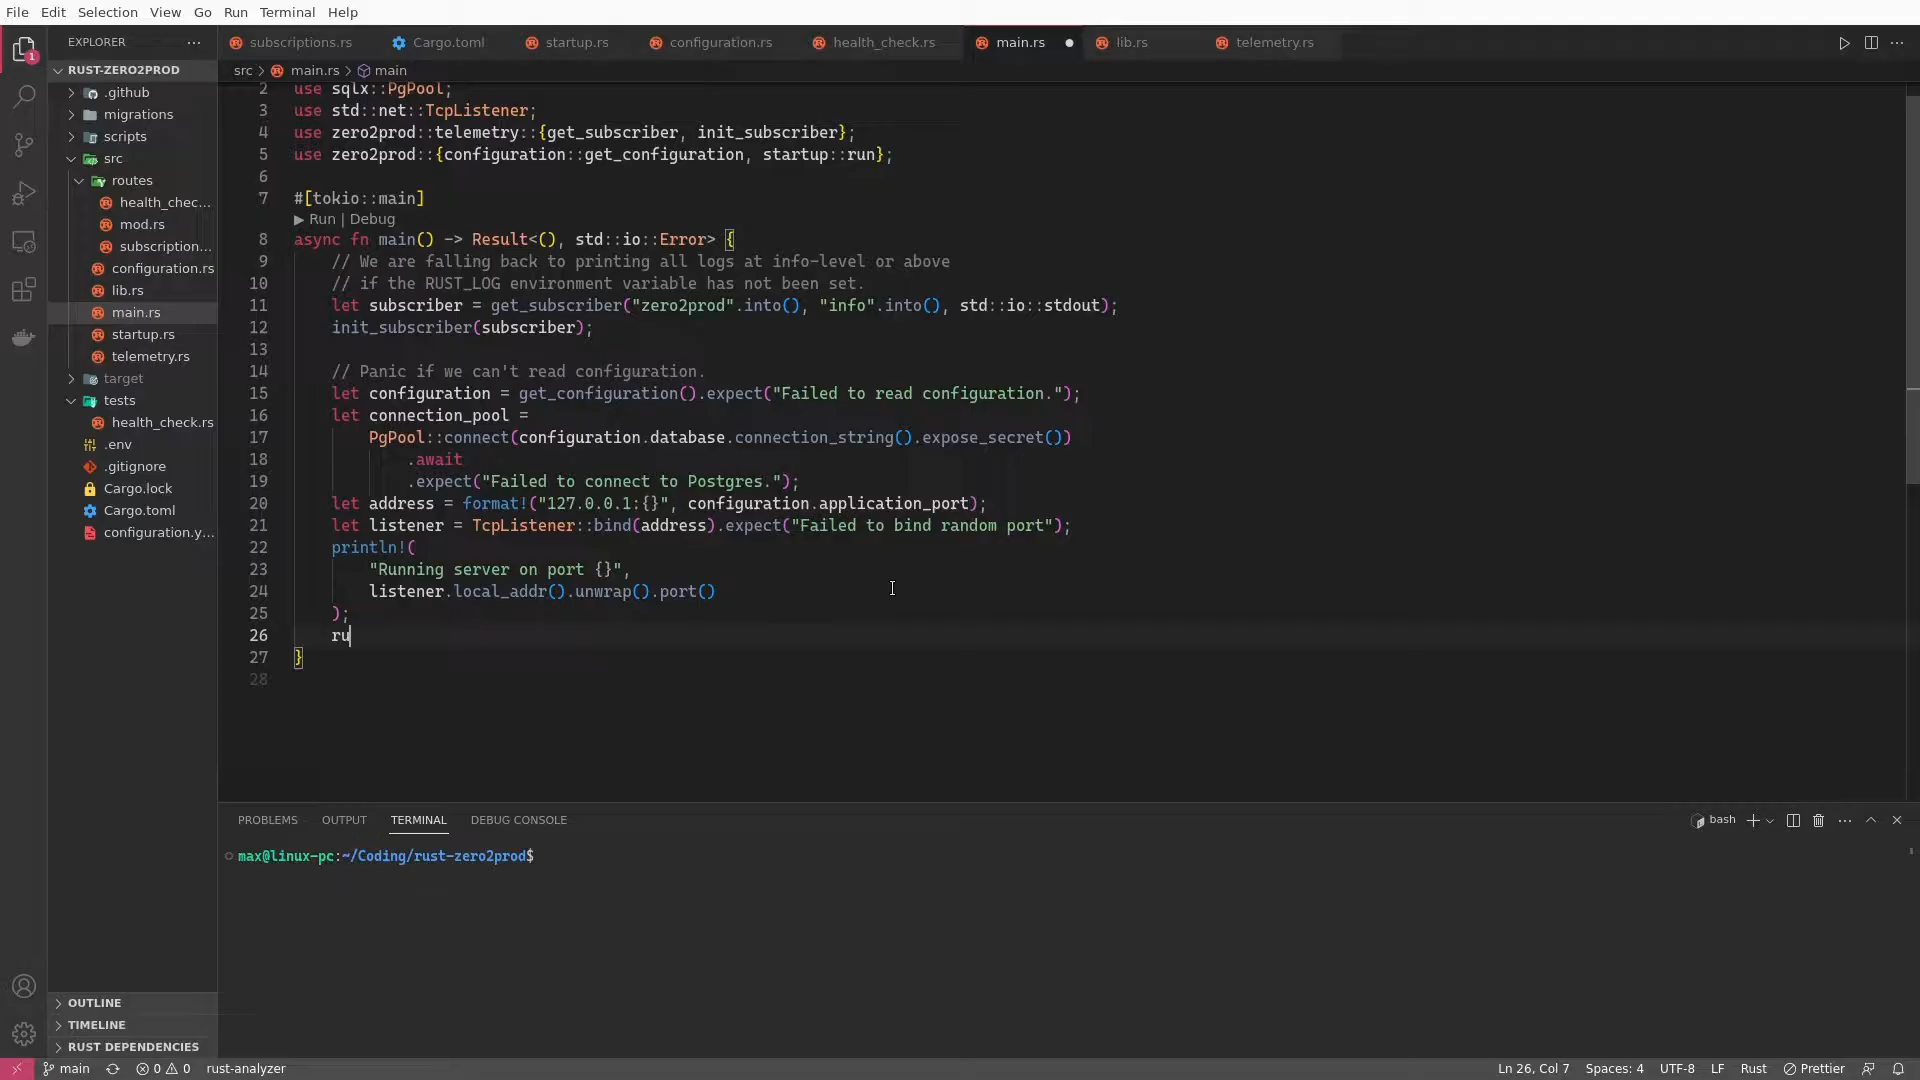 File Edit Selection View Go Run Terminal Help
EXPLORER
RUST-ZERO2PROD
.github
migrations
scripts
src
routes
health_chec...
mod.rs
subscription...
configuration.rs
lib.rs
main.rs
startup.rs
telemetry.rs
target
tests
health_check.rs
.env
.gitignore
Cargo.lock
Cargo.toml
configuration.y...
OUTLINE
TIMELINE
RUST DEPENDENCIES
subscriptions.rs Cargo.toml startup.rs configuration.rs health_check.rs main.rs lib.rs telemetry.rs
src > main.rs > main
2 use sqlx::PgPool;
3 use std::net::TcpListener;
4 use zero2prod::telemetry::{get_subscriber, init_subscriber};
5 use zero2prod::{configuration::get_configuration, startup::run};
6
7 #[tokio::main]
▶ Run | Debug
8 async fn main() -> Result<(), std::io::Error> {
9 // We are falling back to printing all logs at info-level or above
10 // if the RUST_LOG environment variable has not been set.
11 let subscriber = get_subscriber("zero2prod".into(), "info".into(), std::io::stdout);
12 init_subscriber(subscriber);
13
14 // Panic if we can't read configuration.
15 let configuration = get_configuration().expect("Failed to read configuration.");
16 let connection_pool =
17 PgPool::connect(configuration.database.connection_string().expose_secret())
18 .await
19 .expect("Failed to connect to Postgres.");
20 let address = format!("127.0.0.1:{}", configuration.application_port);
21 let listener = TcpListener::bind(address).expect("Failed to bind random port");
22 println!(
23 "Running server on port {}",
24 listener.local_addr().unwrap().port()
25 );
26 ru
27 }
28
PROBLEMS OUTPUT TERMINAL DEBUG CONSOLE
bash
max@linux-pc:~/Coding/rust-zero2prod$
1
main 0 0 rust-analyzer
Ln 26, Col 7 Spaces: 4 UTF-8 LF Rust Prettier